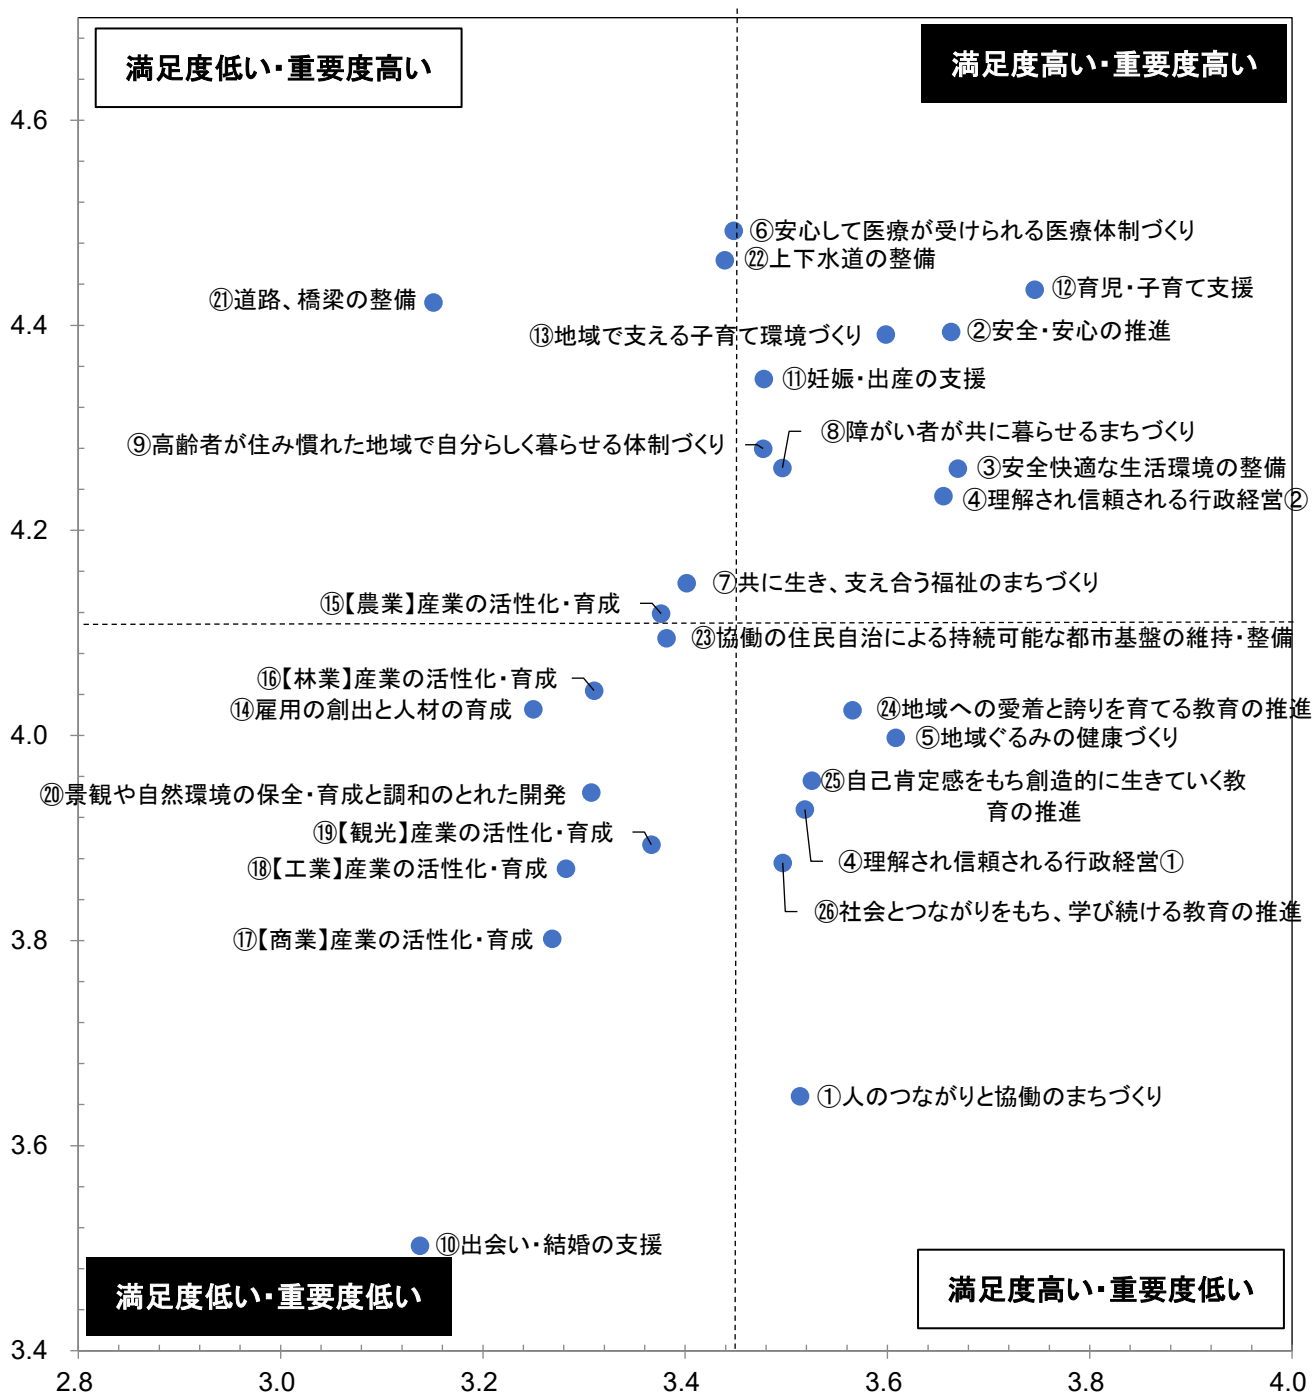 満足度低い・重要度高い
満足度高い・重要度高い
4.6
⑥安心して医療が受けられる医療体制づくり
㉒上下水道の整備
⑫育児・子育て支援
㉑道路、橋梁の整備
4.4
⑬地域で支える子育て環境づくり
②安全・安心の推進
⑪妊娠・出産の支援
⑧障がい者が共に暮らせるまちづくり
⑨高齢者が住み慣れた地域で自分らしく暮らせる体制づくり
③安全快適な生活環境の整備
④理解され信頼される行政経営②
4.2
⑦共に生き、支え合う福祉のまちづくり
⑮【農業】産業の活性化・育成
㉓協働の住民自治による持続可能な都市基盤の維持・整備
⑯【林業】産業の活性化・育成
⑭雇用の創出と人材の育成
㉔地域への愛着と誇りを育てる教育の推進
4.0
⑤地域ぐるみの健康づくり
㉕自己肯定感をもち創造的に生きていく教
育の推進
⑳景観や自然環境の保全・育成と調和のとれた開発
⑲【観光】産業の活性化・育成
④理解され信頼される行政経営①
⑱【工業】産業の活性化・育成
㉖社会とつながりをもち、学び続ける教育の推進
⑰【商業】産業の活性化・育成
3.8
①人のつながりと協働のまちづくり
3.6
⑩出会い・結婚の支援
満足度低い・重要度低い
満足度高い・重要度低い
3.4
2.8 3.0 3.2 3.4 3.6 3.8 4.0